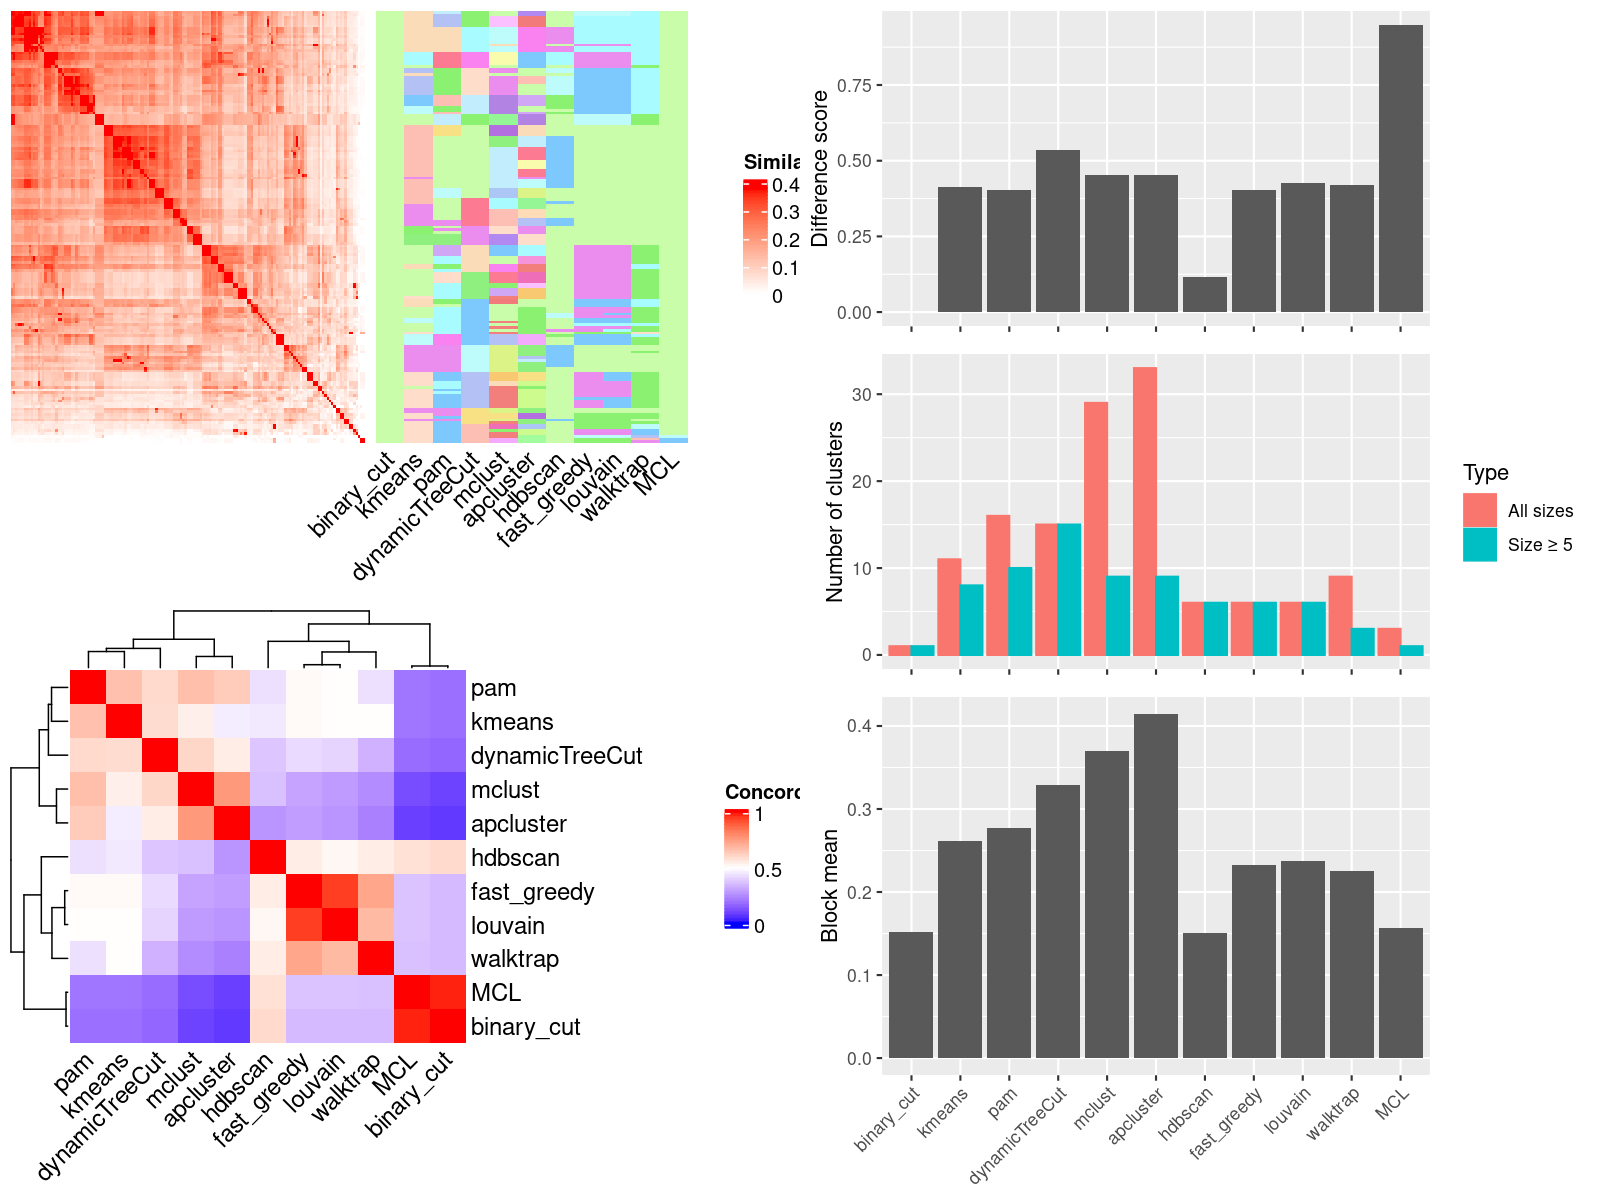 Simila
0.4
0.3
0.2
0.1
0
binary_cut
kmeans
pam
dynamicTreeCut
mclust
apcluster
hdbscan
fast_greedy
louvain
walktrap
MCL
pam
kmeans
dynamicTreeCut
mclust
apcluster
hdbscan
fast_greedy
louvain
walktrap
MCL
binary_cut
pam
kmeans
dynamicTreeCut
mclust
apcluster
hdbscan
fast_greedy
louvain
walktrap
MCL
binary_cut
Concord
1
0.5
0
Difference score
0.75
0.50
0.25
0.00
Number of clusters
30
20
10
0
Type
All sizes
Size ≥ 5
Block mean
0.4
0.3
0.2
0.1
0.0
binary_cut
kmeans
pam
dynamicTreeCut
mclust
apcluster
hdbscan
fast_greedy
louvain
walktrap
MCL